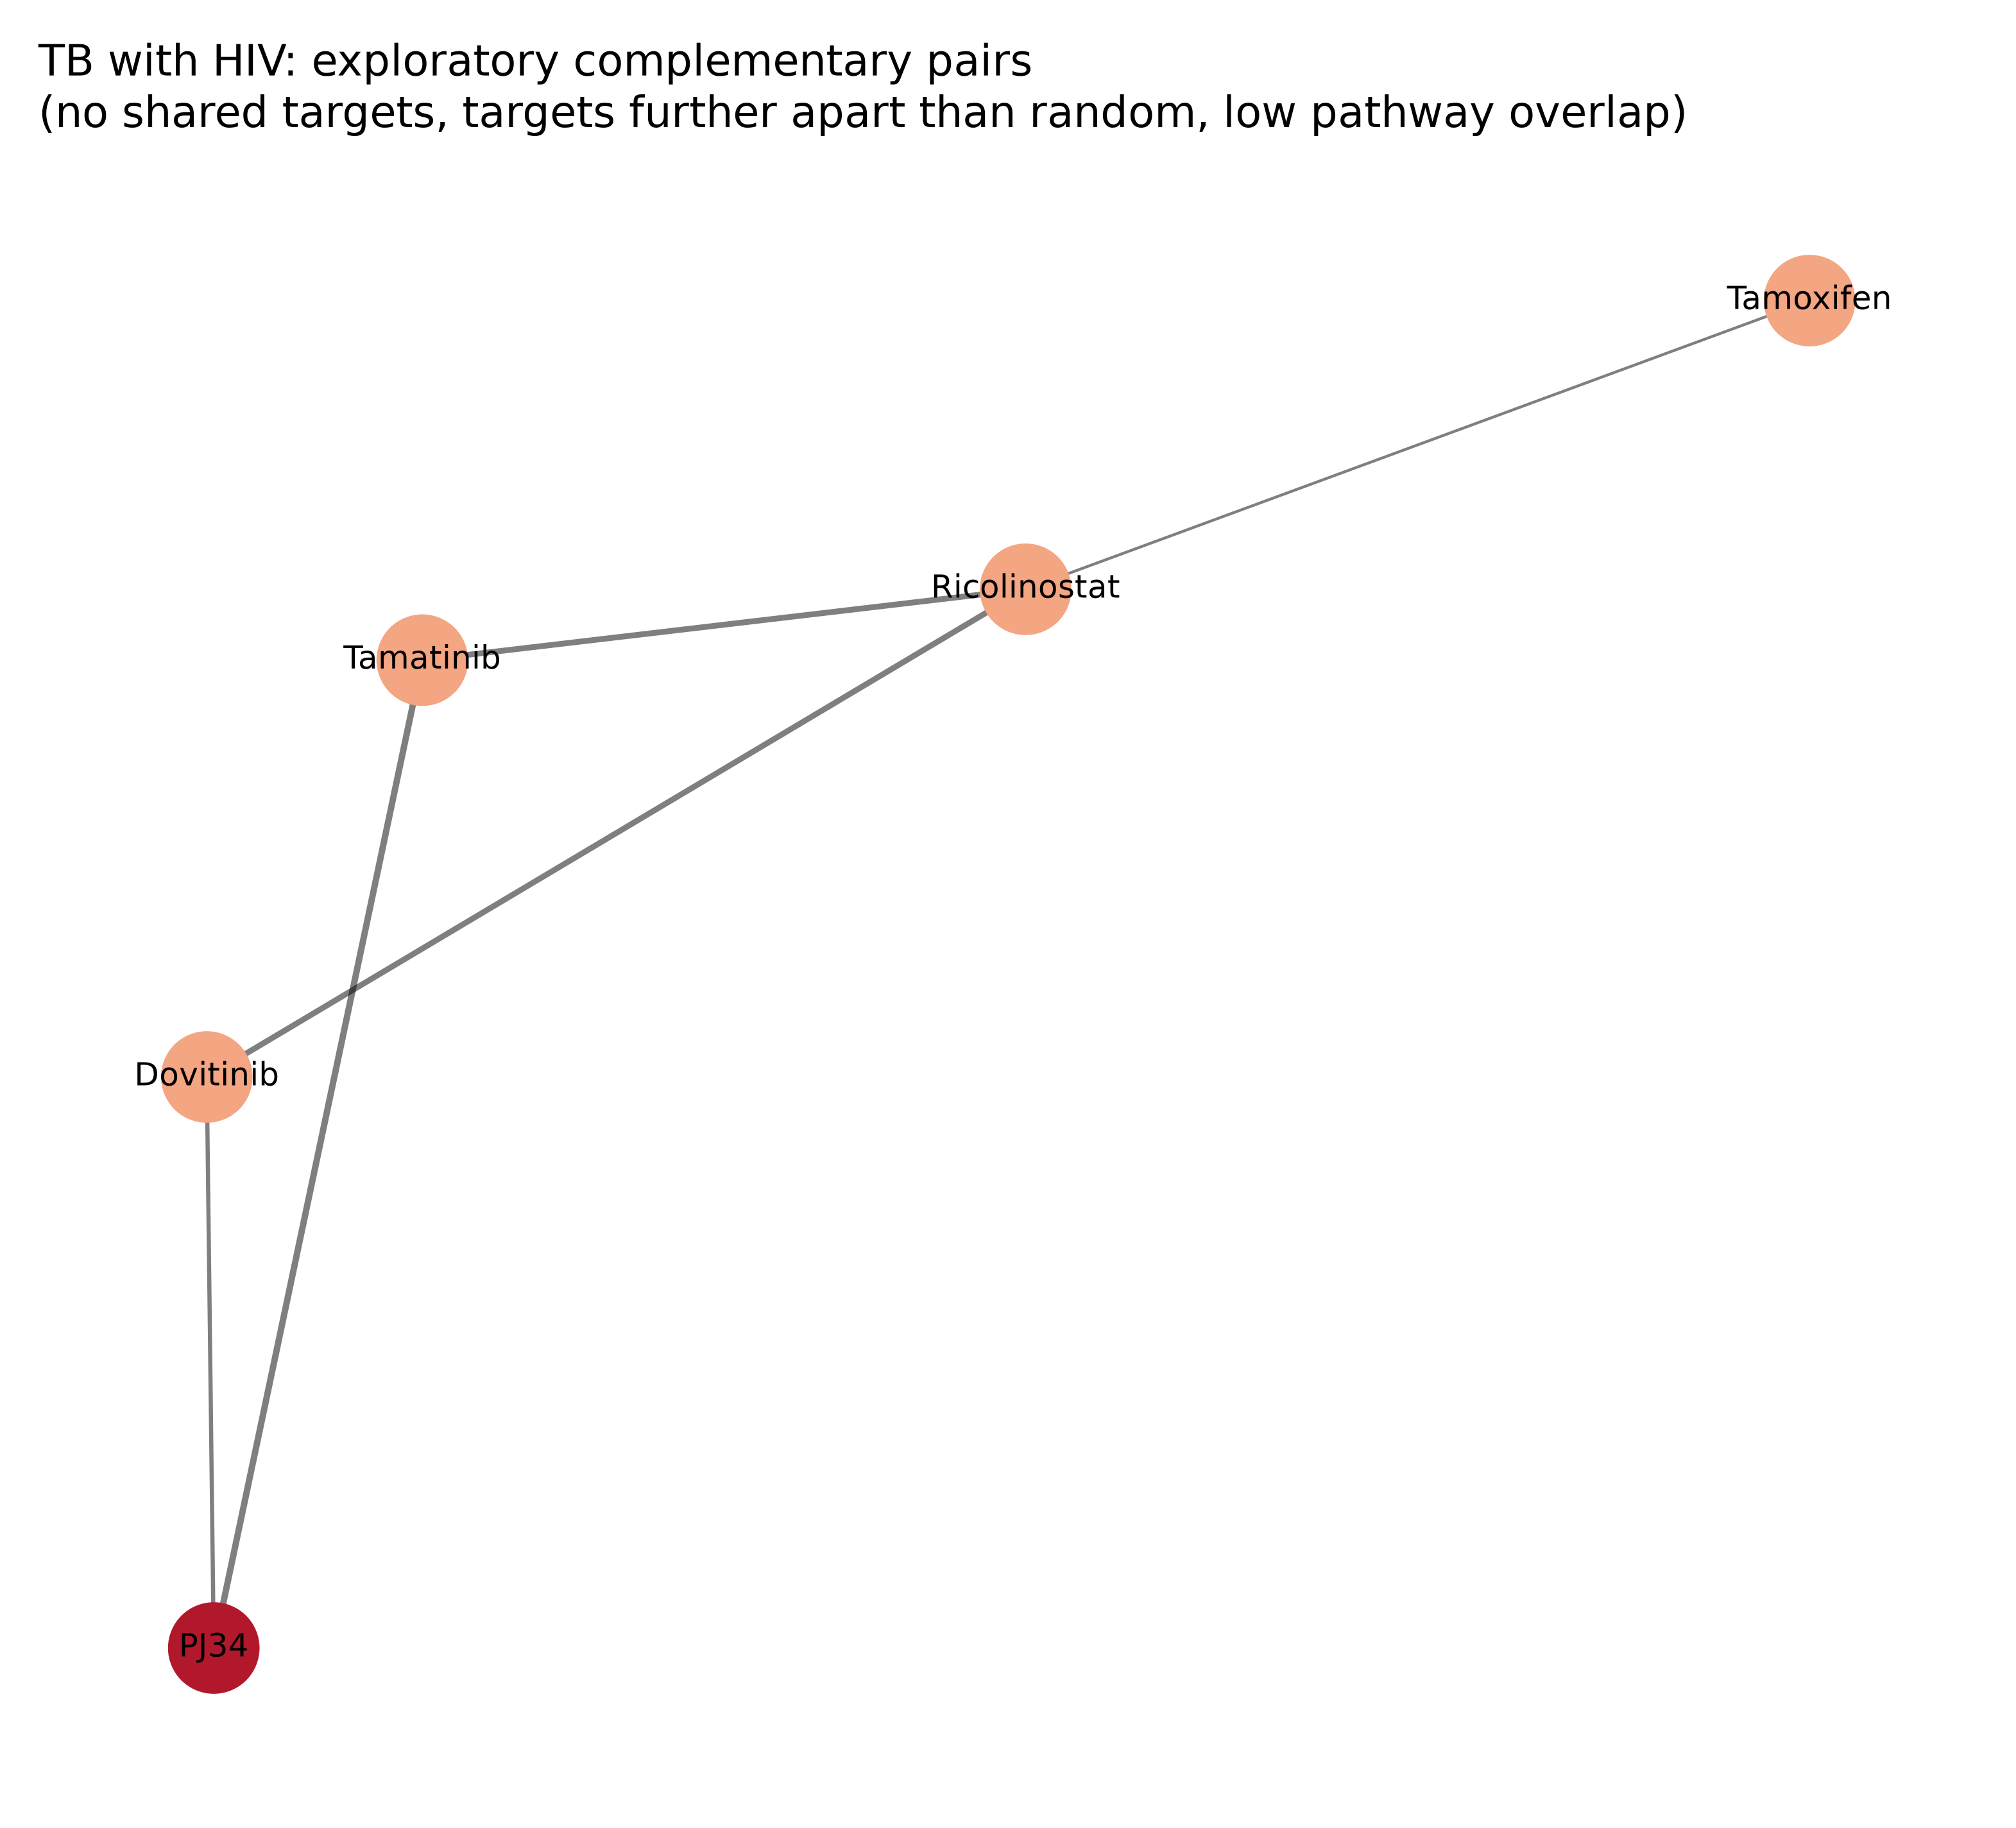 TB with HIV: exploratory complementary pairs
(no shared targets, targets further apart than random, low pathway overlap)
Tamoxifen
Ricolinostat
Tamatinib
Dovitinib
PJ34